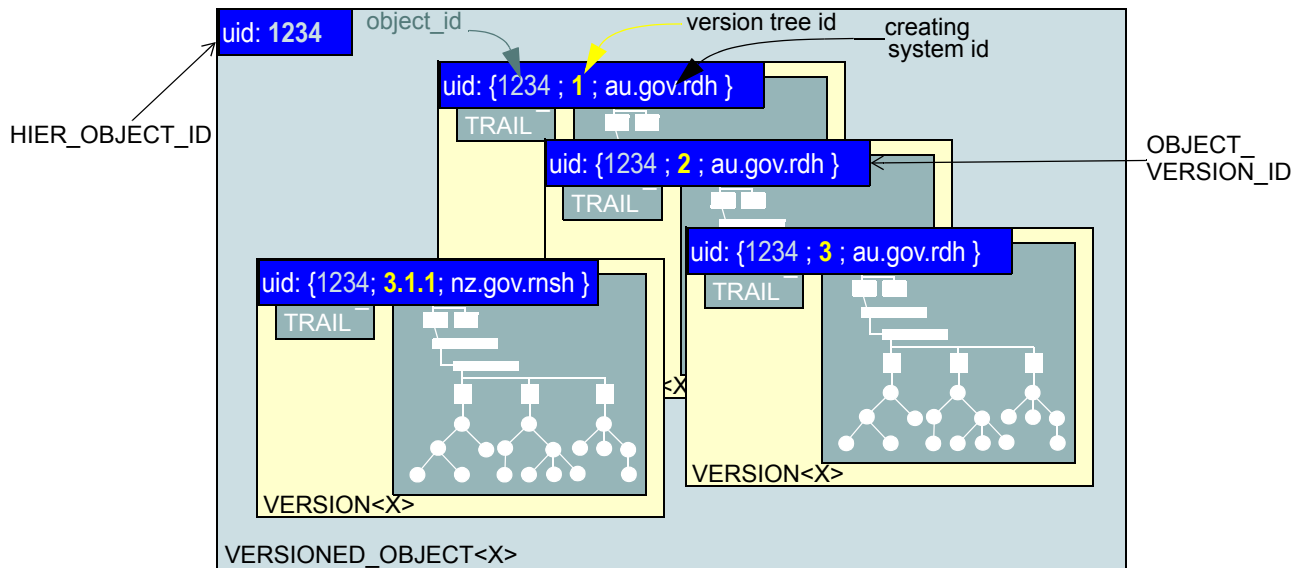 uid: 1234
object_id
version tree id
creating
system id
uid: {1234 ; 1 ; au.gov.rdh }
HIER_OBJECT_ID
TRAIL
uid: {1234 ; 2 ; au.gov.rdh }
OBJECT_
VERSION_ID
TRAIL
uid: {1234 ; 3 ; au.gov.rdh }
uid: {1234; 3.1.1; nz.gov.rnsh }
TRAIL
TRAIL
<X
VERSION<X>
VERSION<X>
VERSIONED_OBJECT<X>